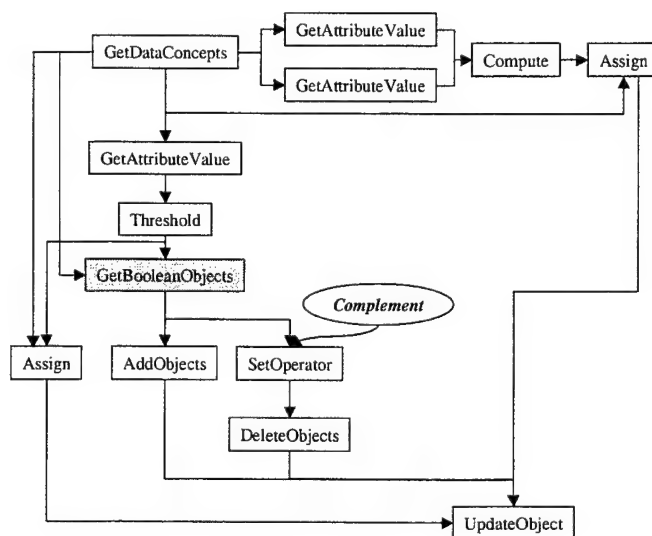 GetAttributeValue
GetDataConcepts
Compute
Assign
GetAttributeValue
GetAttributeValue
Threshold
GetBooleanObjects
Complement
Assign
AddObjects
SetOperator
DeleteObjects
UpdateObject